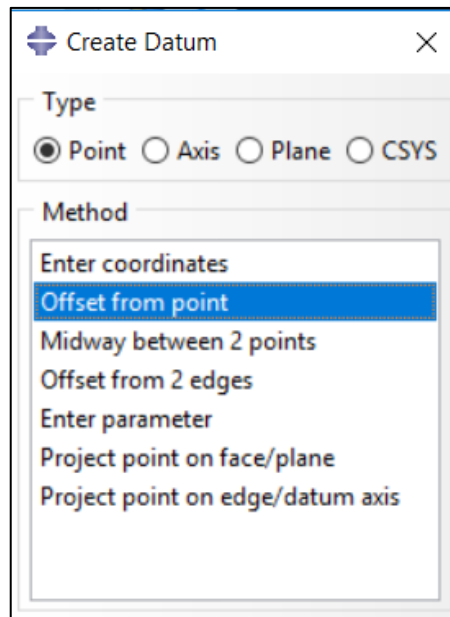 Create Datum
Type
Point Axis Plane CSYS
Method
Enter coordinates
Offset from point
Midway between 2 points
Offset from 2 edges
Enter parameter
Project point on face/plane
Project point on edge/datum axis